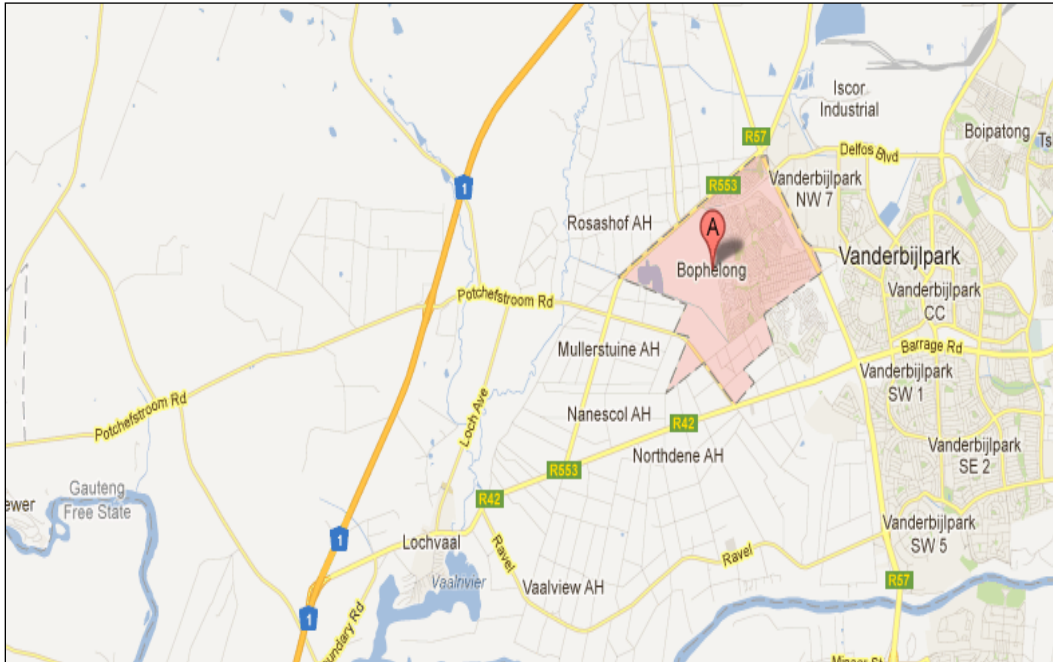 Iscor
Industrial
Boipatong
R57
Delfos Blvd
Vanderbijlpark
NW 7
R553
1
Rosashof AH
A
Bophelong
Vanderbijlpark
Vanderbijlpark
CC
Potchefstroom Rd
Mullerstuine AH
Barrage Rd
Vanderbijlpark
SW 1
Potchefstroom Rd
Loch Ave
Nanescol AH
R42
Northdene AH
R553
Vanderbijlpark
SE 2
Gauteng
Free State
ewer
R42
Vanderbijlpark
SW 5
1
Lochvaal
Ravel
Ravel
R57
Vaalrivier
Vaalview AH
1
oundary Rd